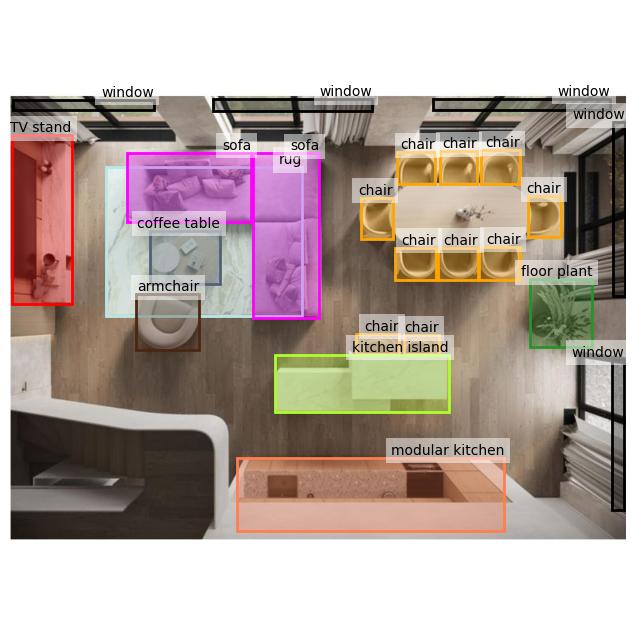 window
window
window
window
TV stand
sofa
sofa
rug
chair
chair
chair
chair
chair
coffee table
chair
chair
chair
floor plant
armchair
chair
chair
kitchen island
window
modular kitchen